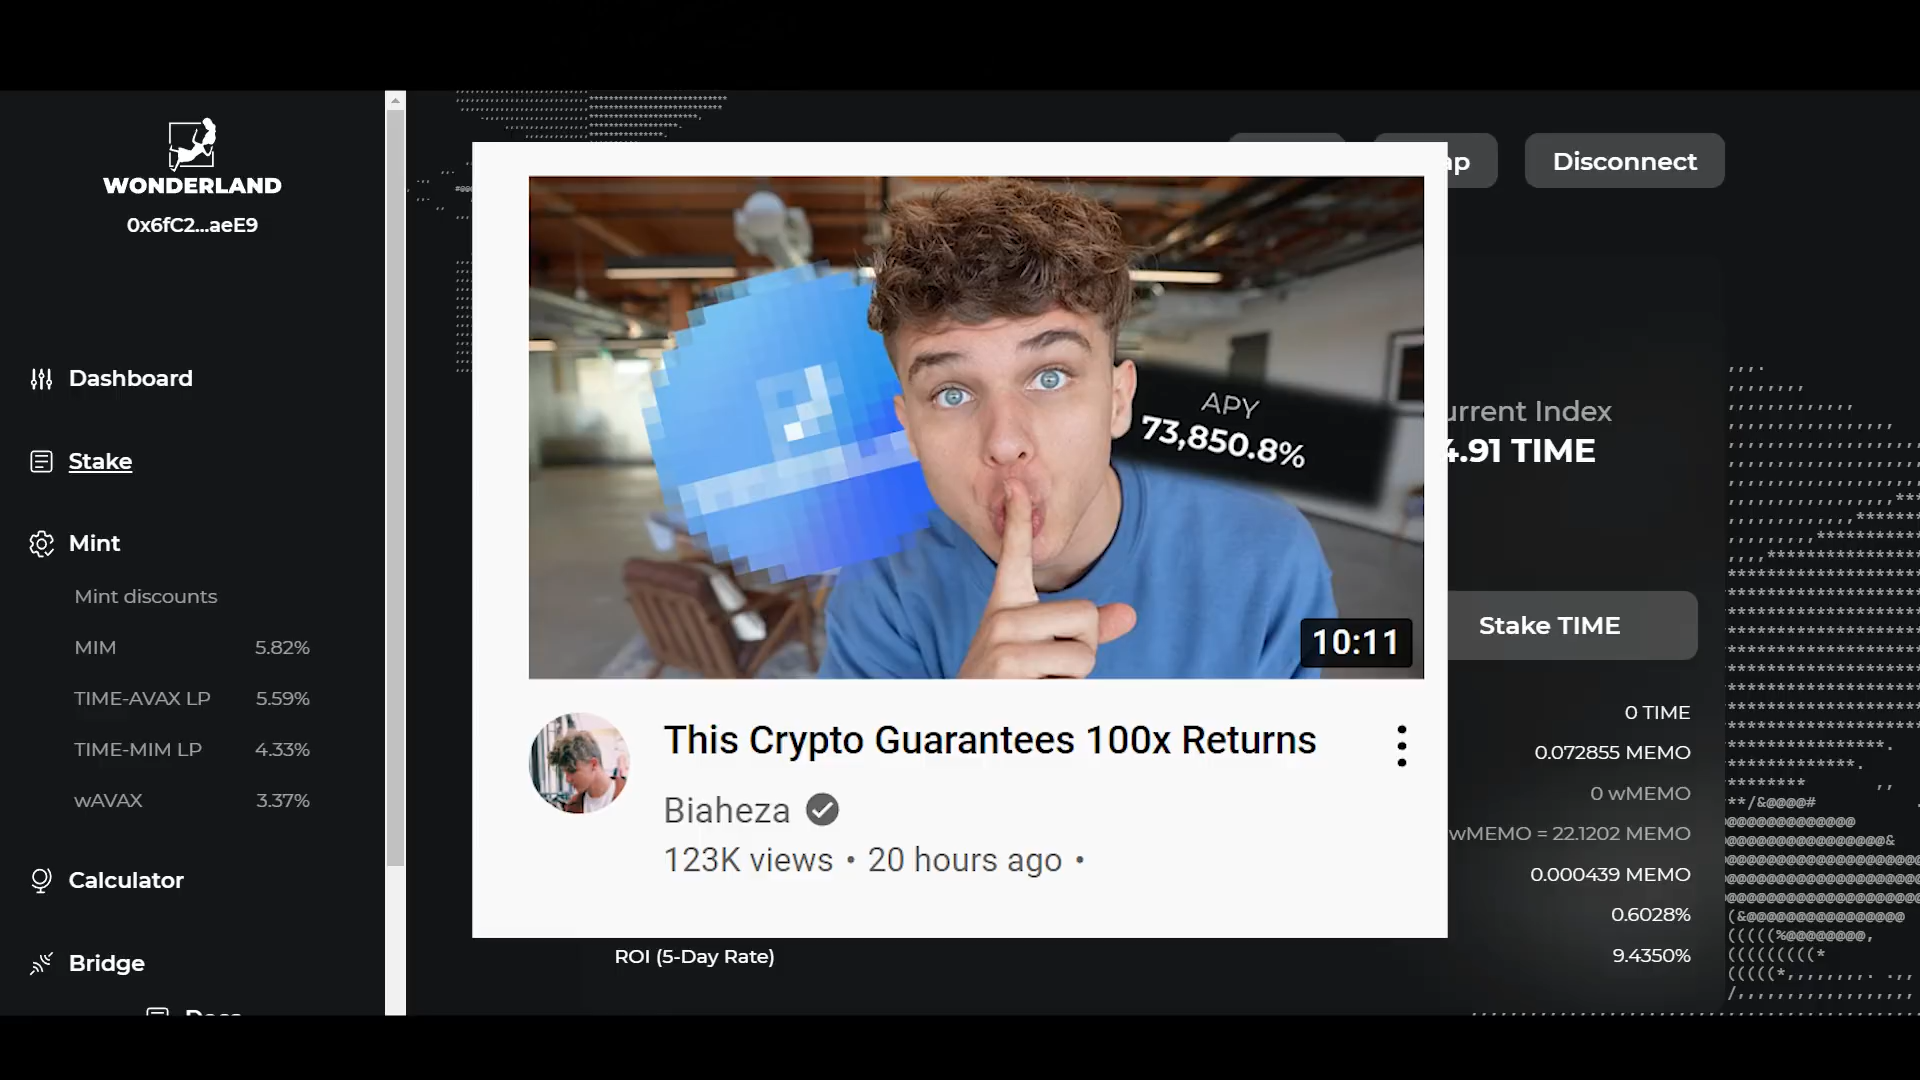 WONDERLAND
0x6fC2...aeE9
Dashboard
Stake
Mint
Mint discounts
MIM 5.82%
TIME-AVAX LP 5.59%
TIME-MIM LP 4.33%
wAVAX 3.37%
Calculator
Bridge
Disconnect
APY
73,850.8%
10:11
This Crypto Guarantees 100x Returns
Biaheza
123K views • 20 hours ago •
4.91 TIME
Stake TIME
0 TIME
0.072855 MEMO
0 wMEMO
wMEMO = 22.1202 MEMO
0.000439 MEMO
0.6028%
ROI (5-Day Rate) 9.4350%